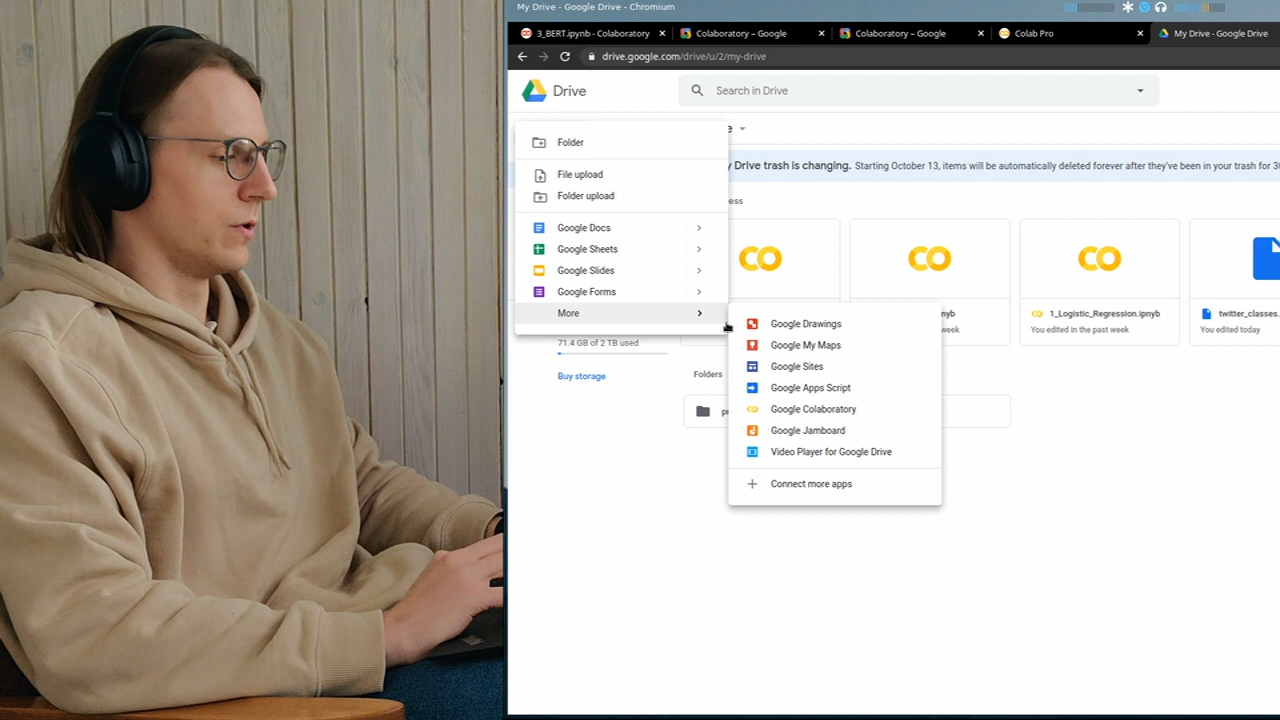 My Drive - Google Drive - Chromium
3_BERT.ipynb - Colaboratory
Colaboratory – Google
Colaboratory – Google
Colab Pro
My Drive - Google Drive
drive.google.com/drive/u/2/my-drive
Drive
Search in Drive
Folder
Drive trash is changing. Starting October 13, items will be automatically deleted forever after they've been in your trash for
File upload
Folder upload
Google Docs
Google Sheets
Google Slides
Google Forms
More
1_Logistic_Regression.ipnyb
twitter_classes.
week
You edited in the past week
You edited today
71.4 GB of 2 TB used
Buy storage
Folders
Google Drawings
Google My Maps
Google Sites
Google Apps Script
Google Colaboratory
Google Jamboard
Video Player for Google Drive
Connect more apps